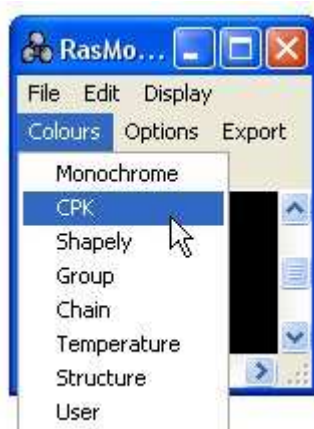 RasMo...
File Edit Display
Colours Options Export
Monochrome
CPK
Shapely
Group
Chain
Temperature
Structure
User